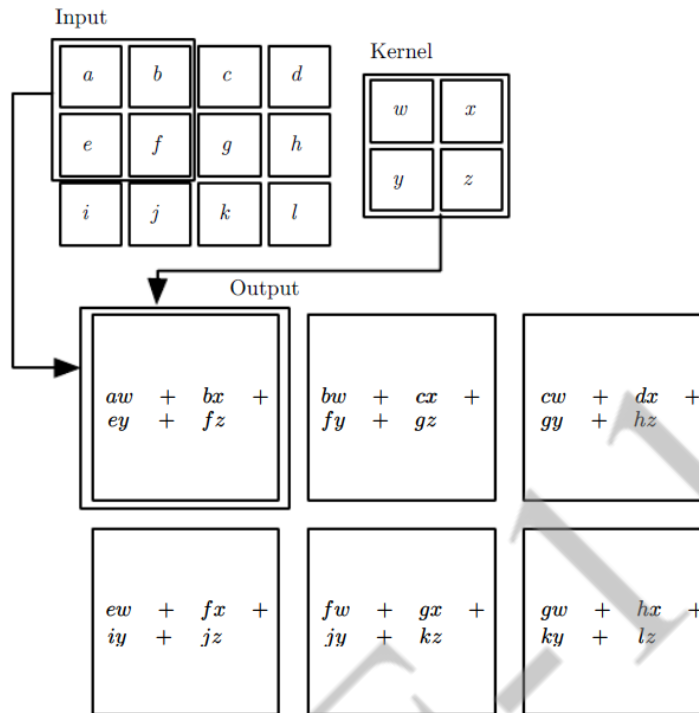 Input
a b c d
e f g h
i j k l
Kernel
w x
y z
Output
aw + bx +
ey + fz
bw + cx +
fy + gz
cw + dx +
gy + hz
ew + fx +
iy + jz
fw + gx +
jy + kz
gw + hx +
ky + lz